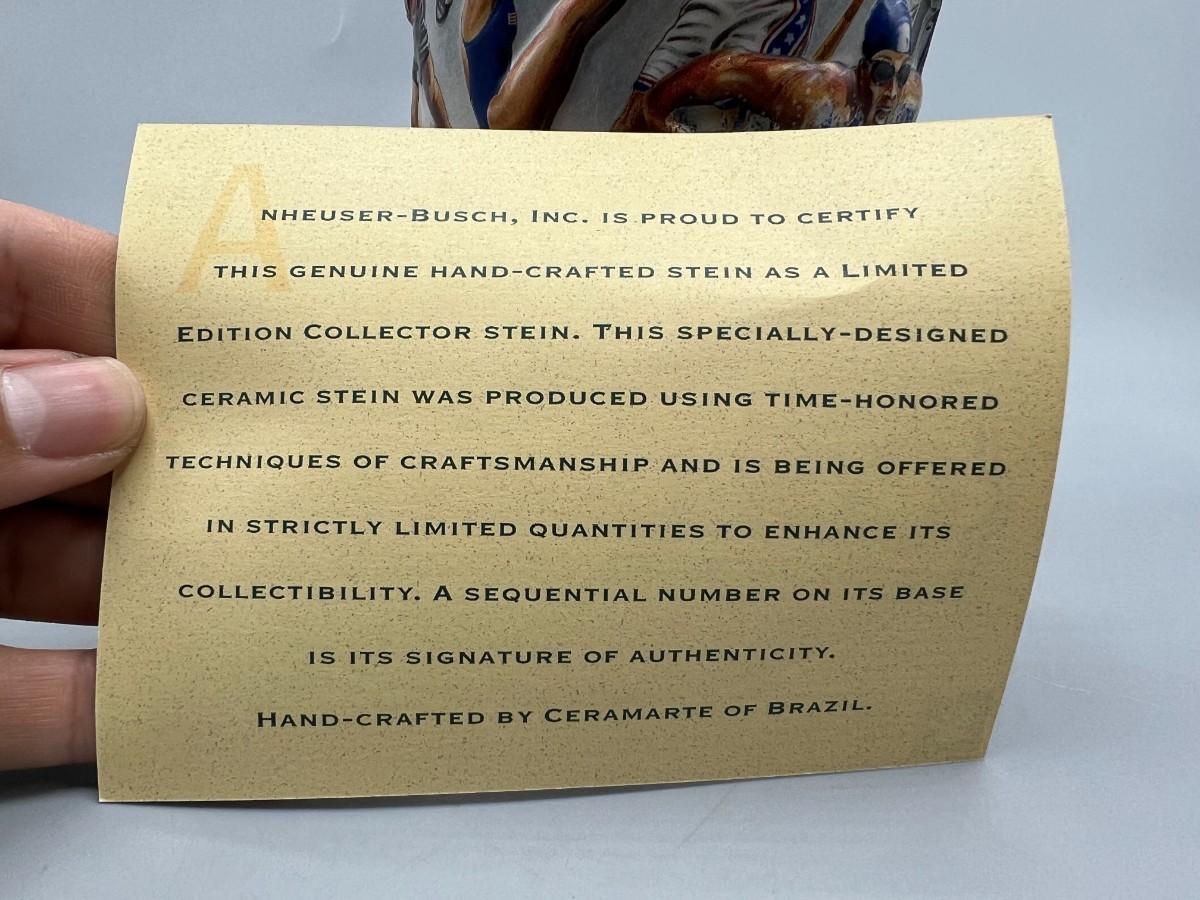 ANHEUSER-BUSCH, INC. IS PROUD TO CERTIFY
THIS GENUINE HAND-CRAFTED STEIN AS A LIMITED
EDITION COLLECTOR STEIN. THIS SPECIALLY-DESIGNED
CERAMIC STEIN WAS PRODUCED USING TIME-HONORED
TECHNIQUES OF CRAFTSMANSHIP AND IS BEING OFFERED
IN STRICTLY LIMITED QUANTITIES TO ENHANCE ITS
COLLECTIBILITY. A SEQUENTIAL NUMBER ON ITS BASE
IS ITS SIGNATURE OF AUTHENTICITY.
HAND-CRAFTED BY CERAMARTE OF BRAZIL.